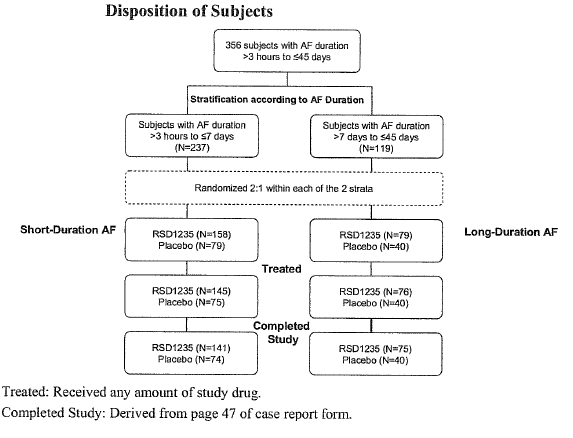 Disposition of Subjects
356 subjects with AF duration
>3 hours to ≤45 days
Stratification according to AF Duration
Subjects with AF duration
>3 hours to ≤7 days
(N=237)
Subjects with AF duration
>7 days to ≤45 days
(N=119)
Randomized 2:1 within each of the 2 strata
Short-Duration AF
RSD1235 (N=158)
Placebo (N=79)
RSD1235 (N=79)
Placebo (N=40)
Long-Duration AF
Treated
RSD1235 (N=145)
Placebo (N=75)
RSD1235 (N=76)
Placebo (N=40)
Completed
Study
RSD1235 (N=141)
Placebo (N=74)
RSD1235 (N=75)
Placebo (N=40)
Treated: Received any amount of study drug.
Completed Study: Derived from page 47 of case report form.